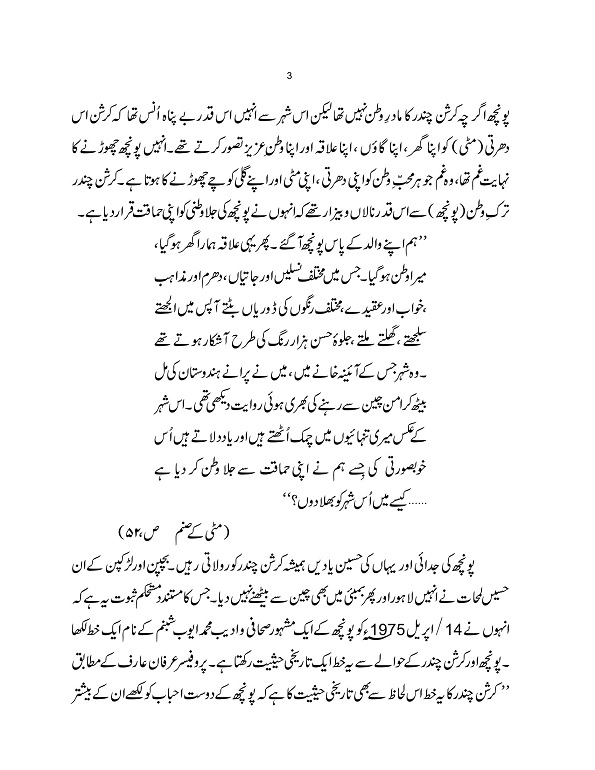 3
پونچھ اگر چہ کرشن چندر کا مادرِ وطن نہیں تھا لیکن اس شہر سے انہیں اس قدر بے پناہ اُنس تھا کہ کرشن اس
دھرتی (مٹی) کو اپنا گھر، اپنا گاؤں، اپنا علاقہ اور اپنا وطن عزیز تصور کرتے تھے۔انہیں پونچھ چھوڑنے کا
نہایت غم تھا، وہ غم جو ہر محبِّ وطن کو اپنی دھرتی ،اپنی مٹی اور اپنے گلی کوچے چھوڑنے کا ہوتا ہے۔کرشن چندر
ترکِ وطن (پونچھ) سے اس قدر نالاں و بیزار تھے کہ انہوں نے پونچھ کی جلا وطنی کو اپنی حماقت قرار دیا ہے۔
’’ہم اپنے والد کے پاس پونچھ آ گئے ۔ پھر یہی علاقہ ہمارا گھر ہو گیا،
میرا وطن ہو گیا۔جس میں مختلف نسلیں اور جاتیاں، دھرم اور مذاہب
،خواب اور عقیدے، مختلف رنگوں کی ڈوریاں بٹتے آپس میں الجھتے
سلجھتے ،گھلتے ملتے ،جلوۂ حسن ہزار رنگ کی طرح آشکار ہوتے تھے
۔وہ شہر جس کے آئینہ خانے میں، میں نے پرانے ہندوستان کی مل
بیٹھ کر امن چین سے رہنے کی بھری ہوئی روایت دیکھی تھی ۔ اس شہر
کے عکس میری تنہائیوں میں چمک اُٹھتے ہیں اور یاد دلاتے ہیں اُس
خوبصورتی کی جِسے ہم نے اپنی حماقت سے جلا وطن کر دیا ہے
......کیسے میں اُس شہر کو بھلا دوں؟‘‘
(مٹی کے صنم ص،۵۲)
پونچھ کی جدائی اور یہاں کی حسین یادیں ہمیشہ کرشن چندر کو رولاتی رہیں۔بچپن اور لڑکپن کے ان
حسیں لمحات نے انہیں لاہور اور پھر بمبئی میں بھی چین سے بیٹھنے نہیں دیا۔جس کا مستند و مستحکم ثبوت یہ ہے کہ
انہوں نے 14/اپریل 1975ء کو پونچھ کے ایک مشہور صحافی و ادیب محمد ایوب شبنم کے نام ایک خط لکھا
۔پونچھ اور کرشن چندر کے حوالے سے یہ خط ایک تاریخی حیثیت رکھتا ہے۔پروفیسر عرفان عارف کے مطابق
’’ کرشن چندر کا یہ خط اس لحاظ سے بھی تاریخی حیثیت کا ہے کہ پونچھ کے دوست احباب کو لکھے ان کے بیشتر